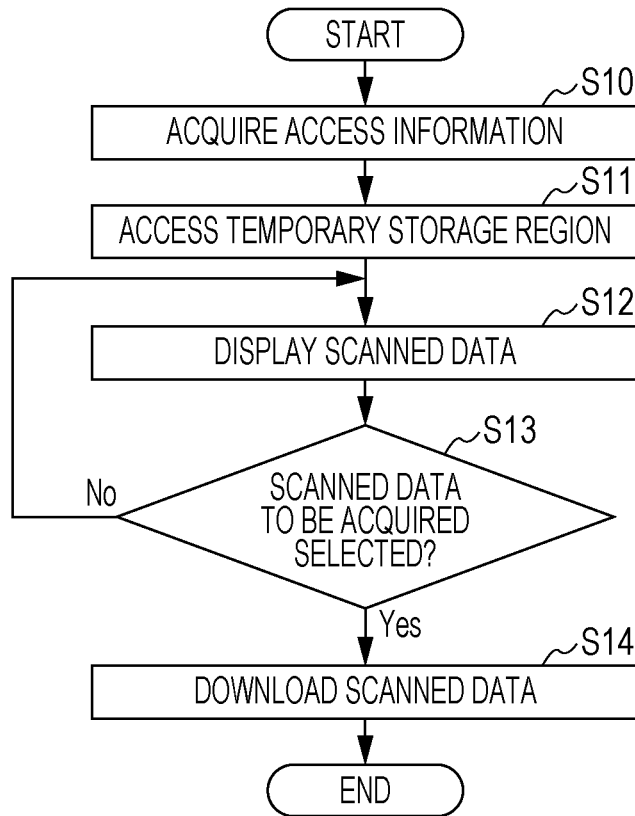 START
S10
ACQUIRE ACCESS INFORMATION
S11
ACCESS TEMPORARY STORAGE REGION
S12
DISPLAY SCANNED DATA
S13
SCANNED DATA
TO BE ACQUIRED
SELECTED?
No
Yes
S14
DOWNLOAD SCANNED DATA
END